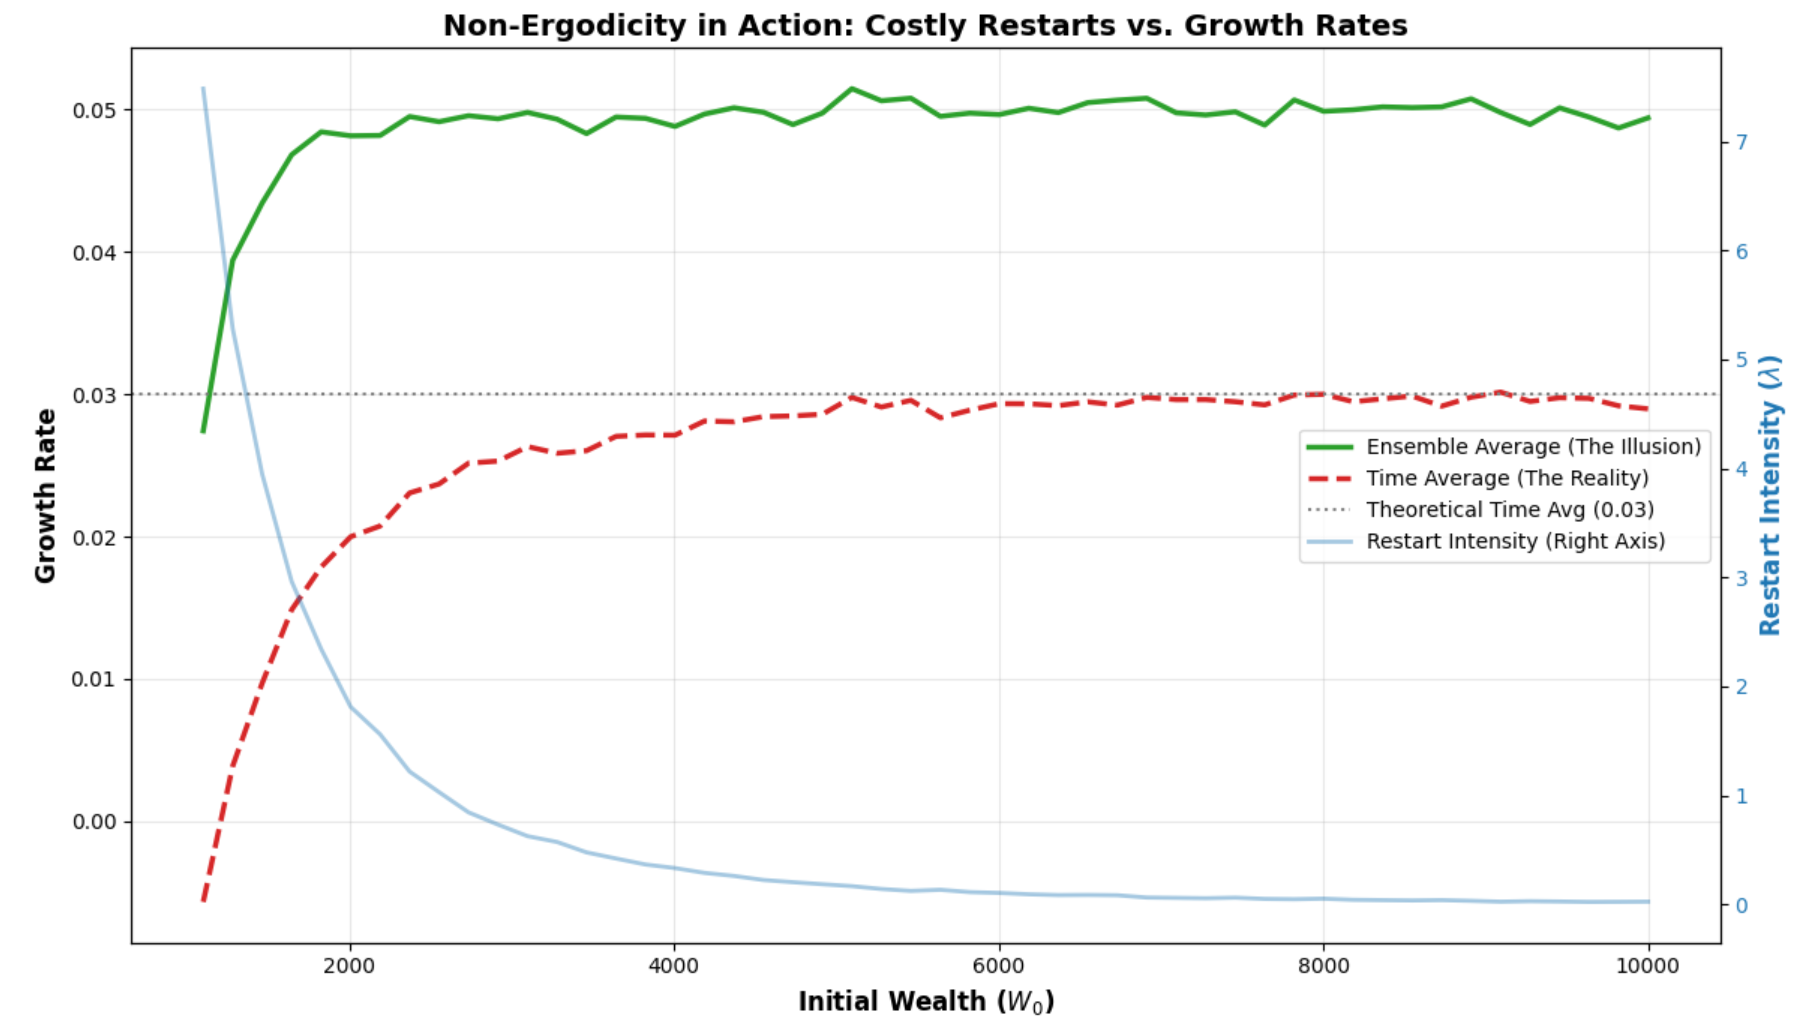 Non-Ergodicity in Action: Costly Restarts vs. Growth Rates
Growth Rate
0.05
0.04
0.03
0.02
0.01
0.00
7
6
5
4
3
2
1
0
Restart Intensity (λ)
Ensemble Average (The Illusion)
Time Average (The Reality)
Theoretical Time Avg (0.03)
Restart Intensity (Right Axis)
2000 4000 6000 8000 10000
Initial Wealth (W₀)